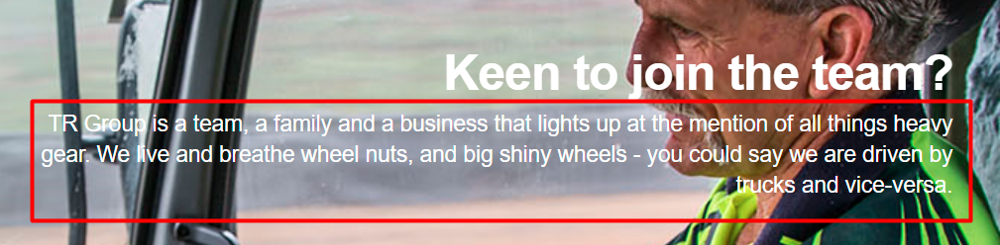 Keen to join the team?
TR Group is a team, a family and a business that lights up at the mention of all things heavy
gear. We live and breathe wheel nuts, and big shiny wheels - you could say we are driven by
trucks and vice-versa.